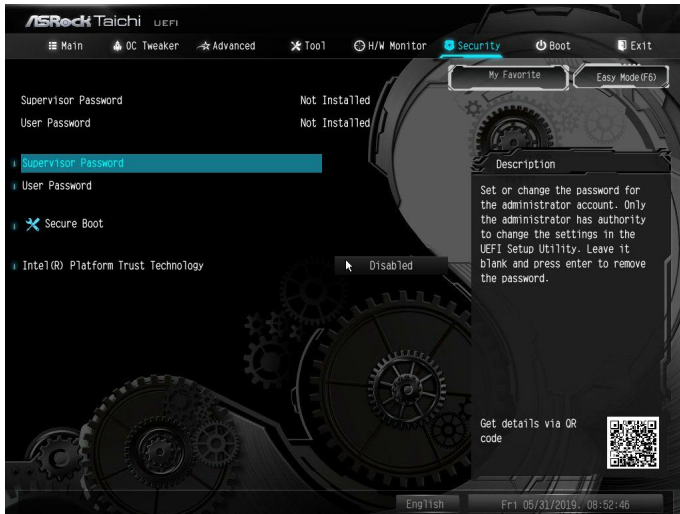 ASRock Taichi UEFI
Main OC Tweaker Advanced Tool H/W Monitor Security Boot Exit
My Favorite Easy Mode(F6)
Supervisor Password Not Installed
User Password Not Installed
Supervisor Password
User Password
Secure Boot
Intel(R) Platform Trust Technology Disabled
Description
Set or change the password for
the administrator account. Only
the administrator has authority
to change the settings in the
UEFI Setup Utility. Leave it
blank and press enter to remove
the password.
Get details via QR
code
English Fri 05/31/2019, 08:52:46